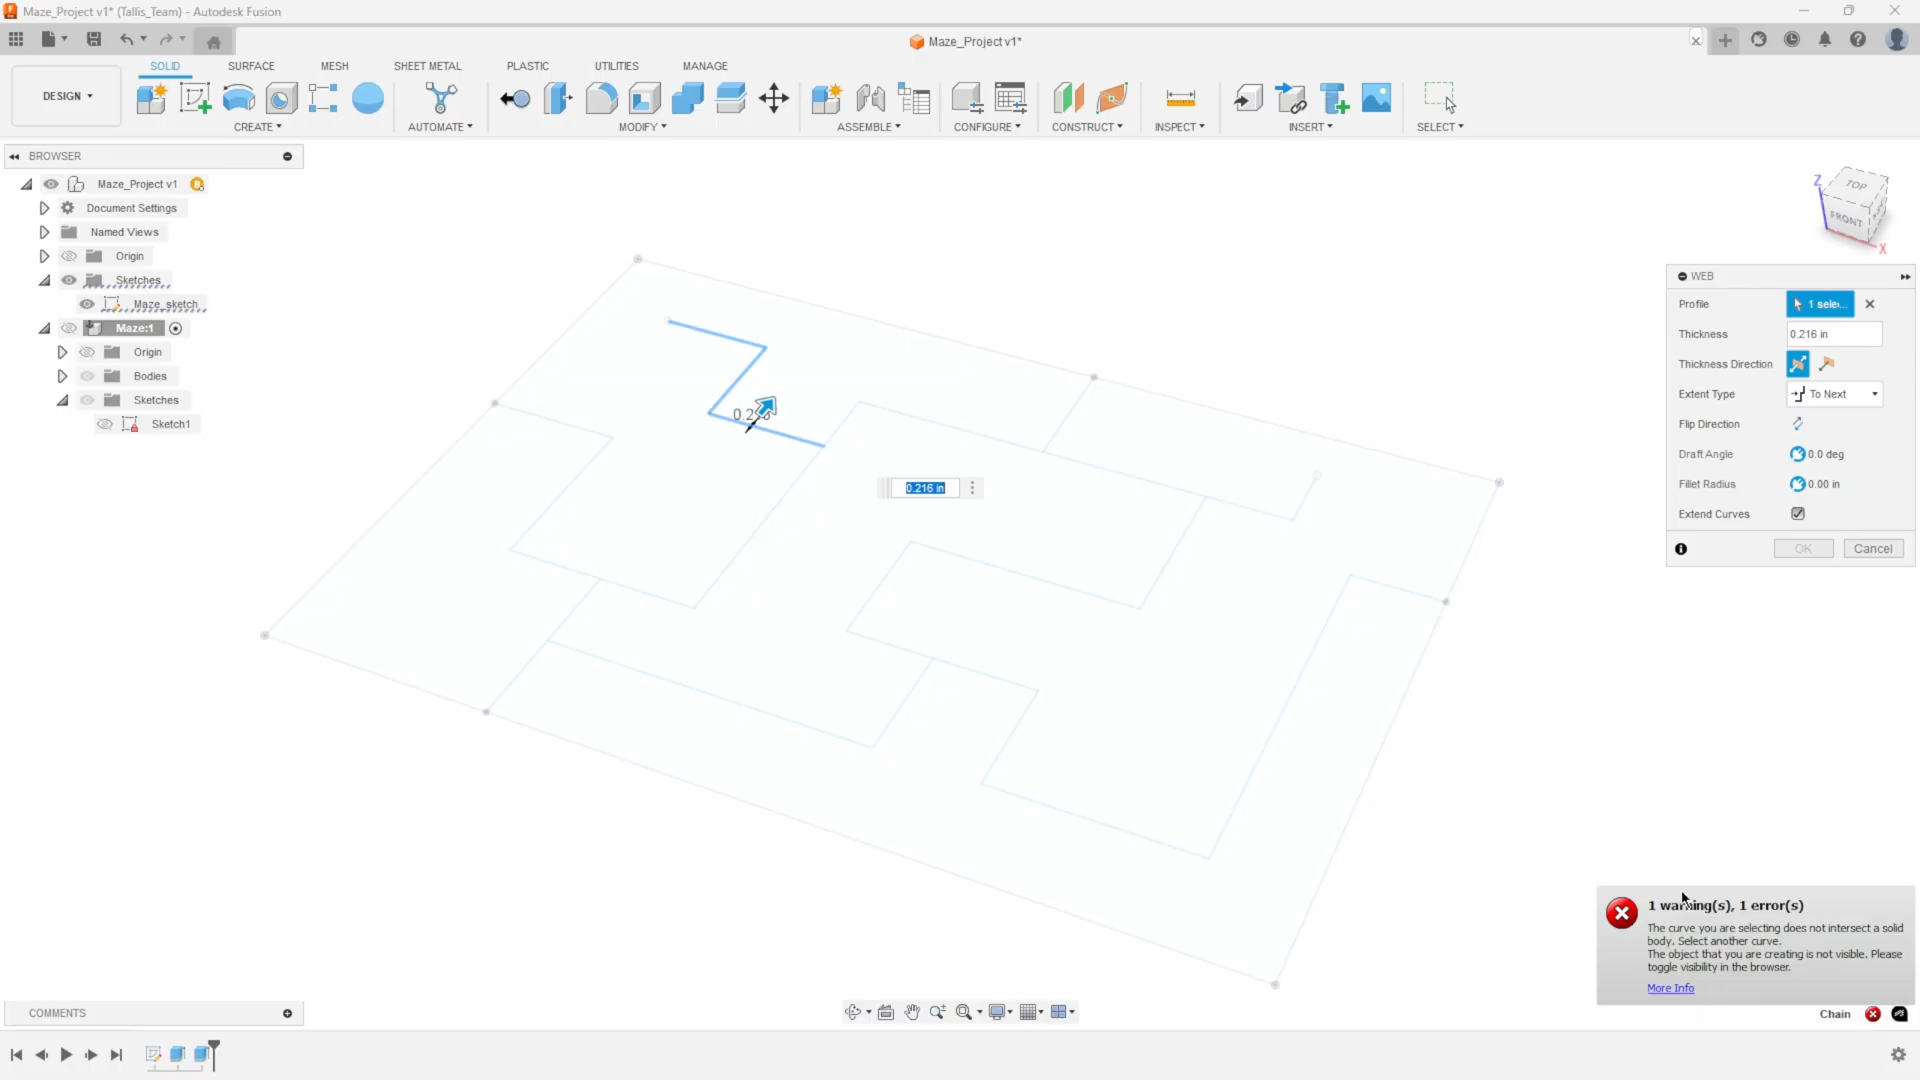 Maze_Project v1* (Tallis_Team) - Autodesk Fusion
Maze_Project v1*
DESIGN
SOLID
SURFACE
MESH
SHEET METAL
PLASTIC
UTILITIES
MANAGE
CREATE
AUTOMATE
MODIFY
ASSEMBLE
CONFIGURE
CONSTRUCT
INSPECT
INSERT
SELECT
BROWSER
Maze_Project v1
Document Settings
Named Views
Origin
Sketches
Maze_sketch
Maze:1
Origin
Bodies
Sketches
Sketch1
Z
TOP
FRONT
X
0.216 in
WEB
Profile
1 selec...
Thickness
0.216 in
Thickness Direction
Extent Type
To Next
Flip Direction
Draft Angle
0.0 deg
Fillet Radius
0.00 in
Extend Curves
OK
Cancel
1 warning(s), 1 error(s)
The curve you are selecting does not intersect a solid
body. Select another curve.
The object that you are creating is not visible. Please
toggle visibility in the browser.
More Info
COMMENTS
Chain